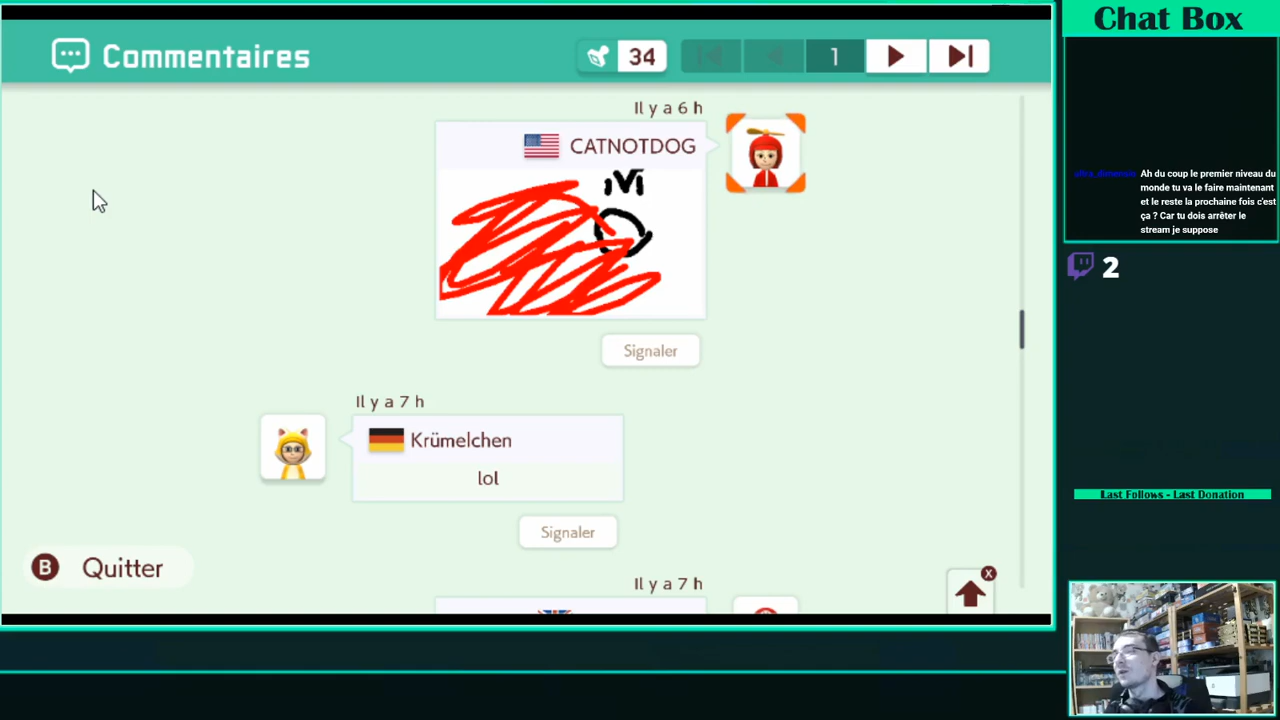 Commentaires
34
1
Il y a 6 h
CATNOTDOG
Signaler
Il y a 7 h
Krümelchen
lol
Signaler
Il y a 7 h
B Quitter
X
Chat Box
Ah du coup le premier niveau du
monde tu va le faire maintenant
et le reste la prochaine fois c'est
ça ? Car tu dois arrêter le
stream je suppose
2
Last Follows - Last Donation